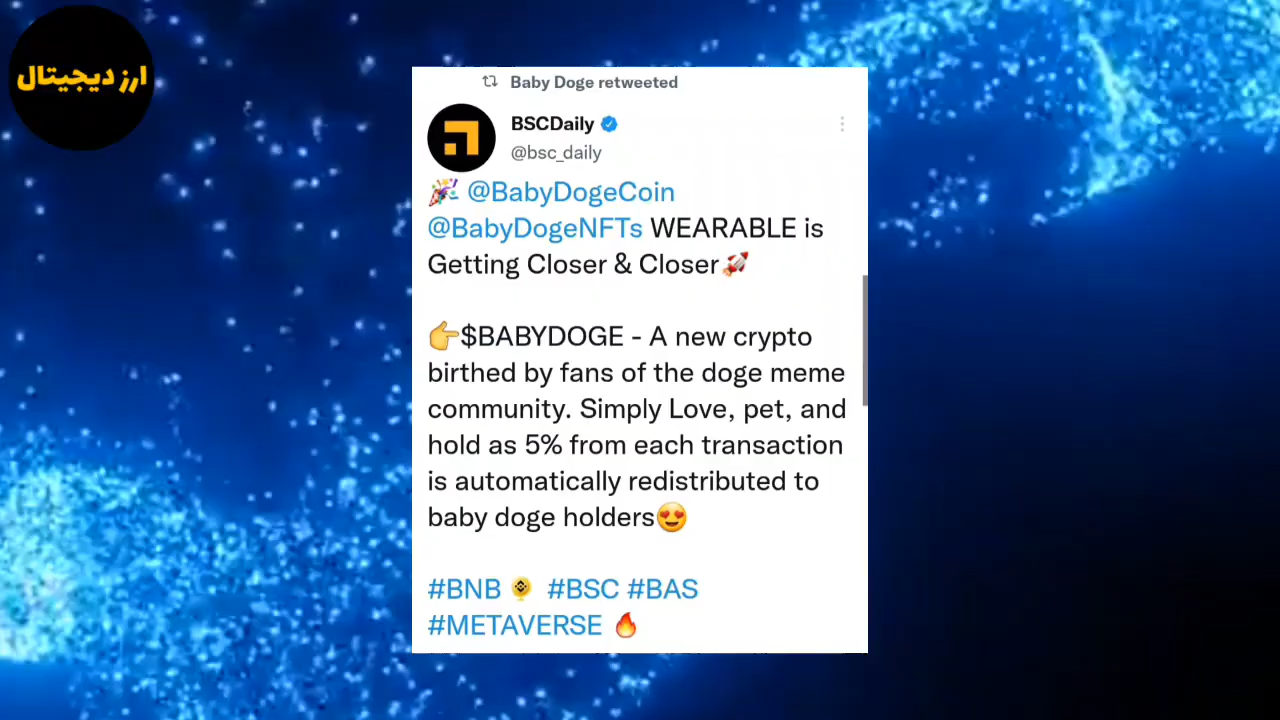 ارز دیجیتال
Baby Doge retweeted
BSCDaily
@bsc_daily
🎉 @BabyDogeCoin
@BabyDogeNFTs WEARABLE is
Getting Closer & Closer🚀
👉$BABYDOGE - A new crypto
birthed by fans of the doge meme
community. Simply Love, pet, and
hold as 5% from each transaction
is automatically redistributed to
baby doge holders😍
#BNB #BSC #BAS
#METAVERSE 🔥